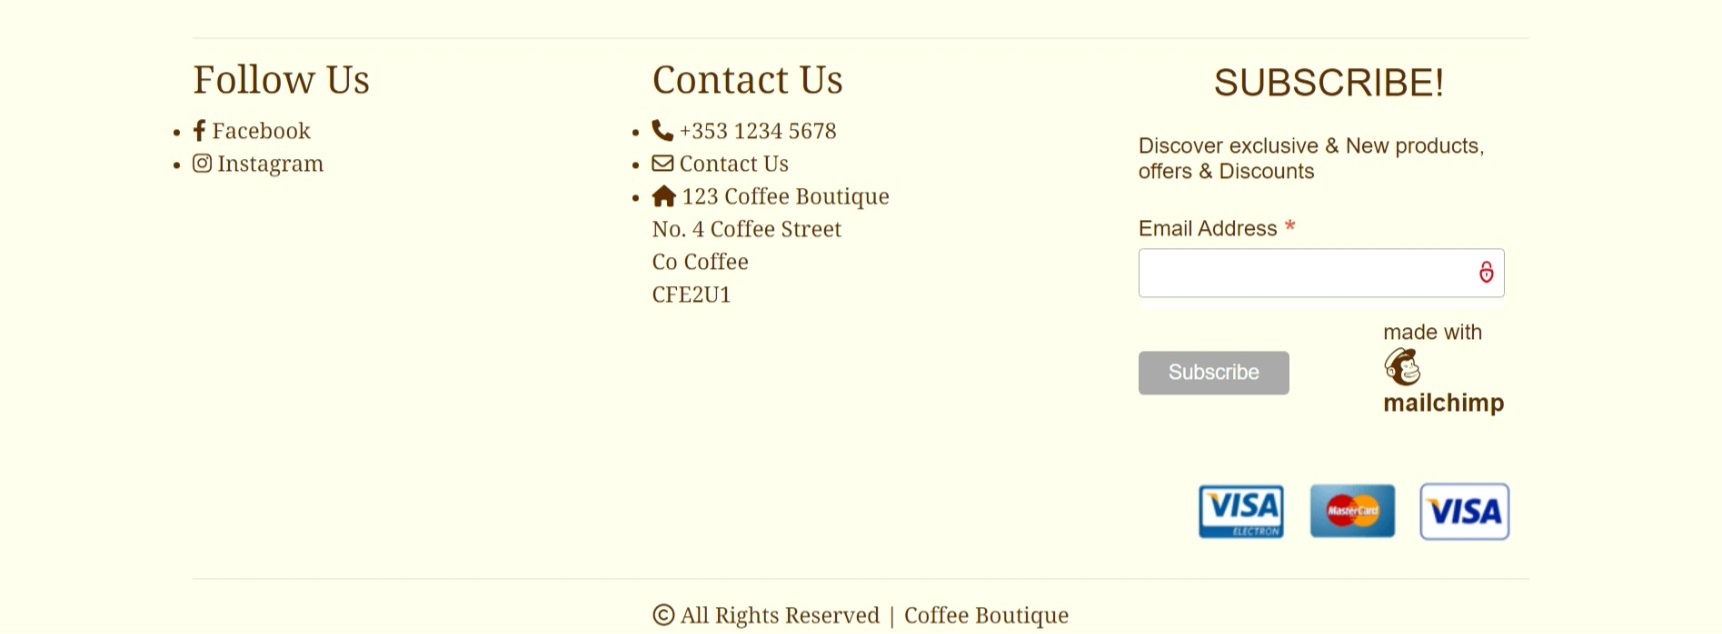 Follow Us
Facebook
Instagram
Contact Us
+353 1234 5678
Contact Us
123 Coffee Boutique
No. 4 Coffee Street
Co Coffee
CFE2U1
SUBSCRIBE!
Discover exclusive & New products,
offers & Discounts
Email Address *
Subscribe
made with
mailchimp
VISA
ELECTRON
MasterCard
VISA
© All Rights Reserved | Coffee Boutique